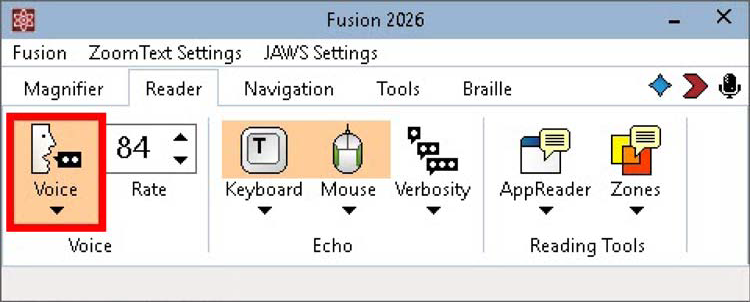 Fusion 2026
Fusion ZoomText Settings JAWS Settings
Magnifier Reader Navigation Tools Braille
84
T
Voice Rate Keyboard Mouse Verbosity AppReader Zones
Voice Echo Reading Tools